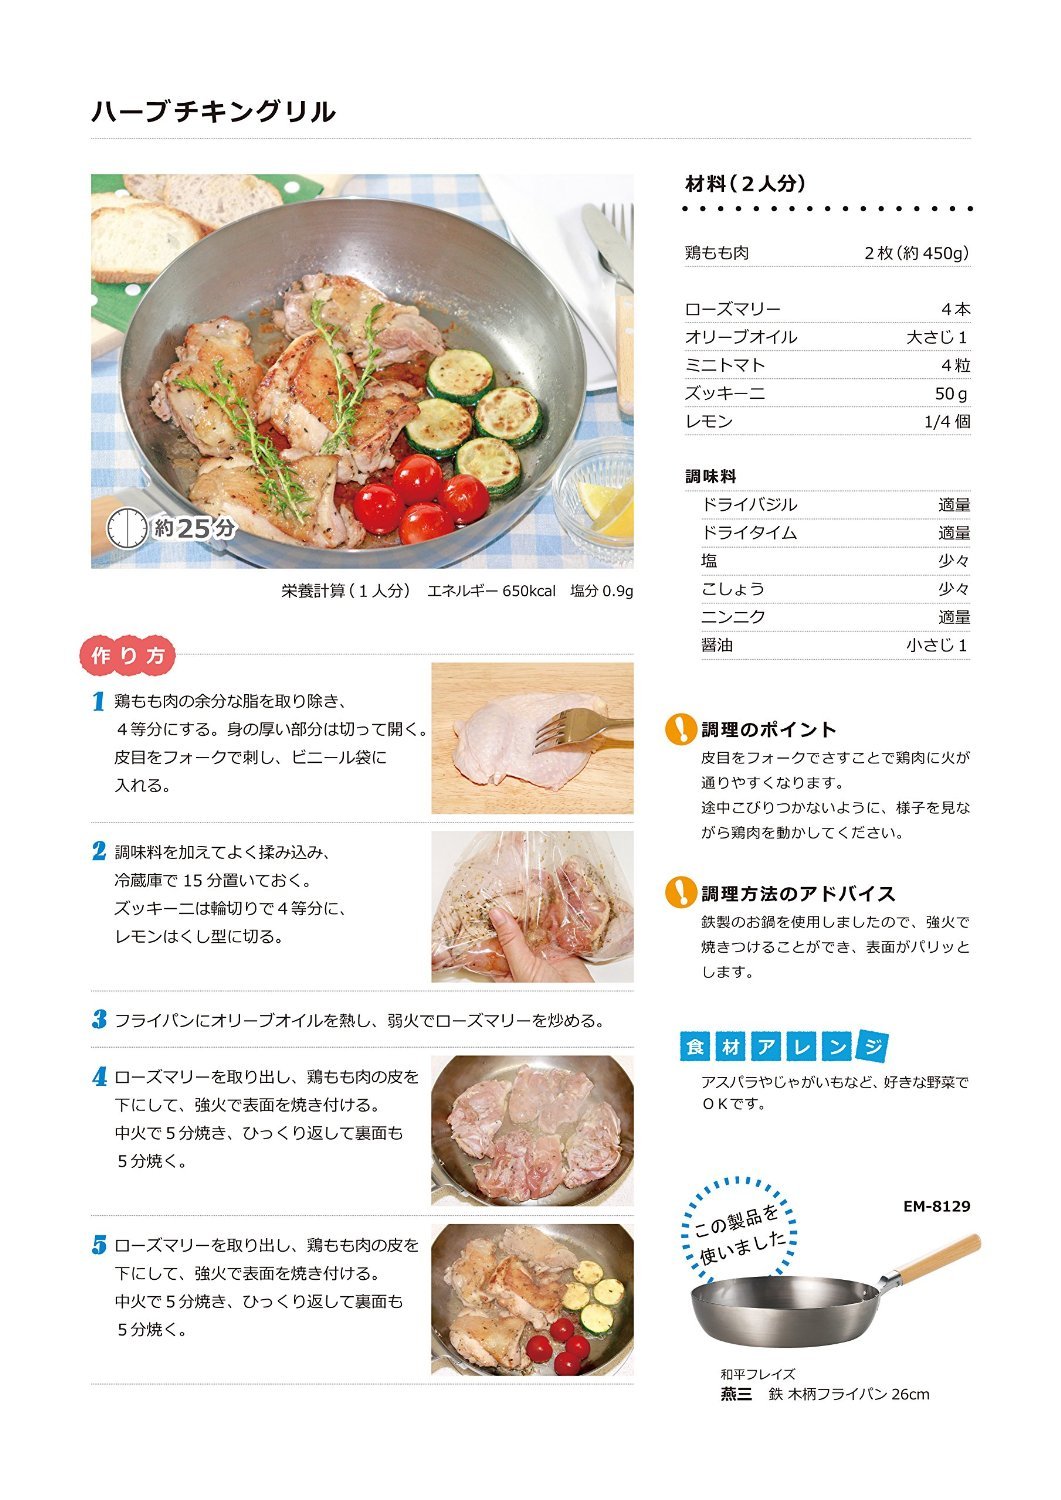 ハーブチキングリル
約25分
栄養計算(1人分) エネルギー 650kcal 塩分 0.9g
作り方
1 鶏もも肉の余分な脂を取り除き、
4等分にする。身の厚い部分は切って開く。
皮目をフォークで刺し、ビニール袋に
入れる。
2 調味料を加えてよく揉み込み、
冷蔵庫で 15 分置いておく。
ズッキーニは輪切りで4等分に、
レモンはくし型に切る。
3 フライパンにオリーブオイルを熱し、弱火でローズマリーを炒める。
4 ローズマリーを取り出し、鶏もも肉の皮を
下にして、強火で表面を焼き付ける。
中火で5分焼き、ひっくり返して裏面も
5分焼く。
5 ローズマリーを取り出し、鶏もも肉の皮を
下にして、強火で表面を焼き付ける。
中火で5分焼き、ひっくり返して裏面も
5分焼く。
材料(2人分)
鶏もも肉 2枚(約 450g)
ローズマリー 4本
オリーブオイル 大さじ1
ミニトマト 4粒
ズッキーニ 50g
レモン 1/4 個
調味料
ドライバジル 適量
ドライタイム 適量
塩 少々
こしょう 少々
ニンニク 適量
醤油 小さじ1
! 調理のポイント
皮目をフォークでさすことで鶏肉に火が
通りやすくなります。
途中こびりつかないように、様子を見な
がら鶏肉を動かしてください。
! 調理方法のアドバイス
鉄製のお鍋を使用しましたので、強火で
焼きつけることができ、表面がパリッと
します。
食材アレンジ
アスパラやじゃがいもなど、好きな野菜で
OKです。
この製品を
使いました
EM-8129
和平フレイズ
燕三 鉄 木柄フライパン 26cm